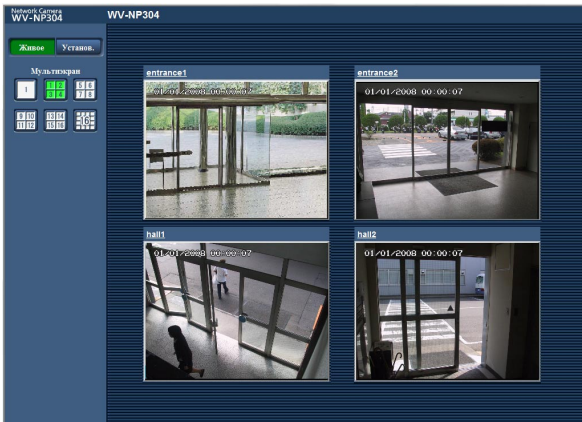 Network Camera
WV-NP304
WV-NP304
Живое
Установ.
Мультиэкран
1
1 2
3 4
5 6
7 8
9 10
11 12
13 14
15 16
16
entrance1
01/01/2008 00:00:07
entrance2
01/01/2008 00:00:07
hall1
01/01/2008 00:00:07
hall2
01/01/2008 00:00:07